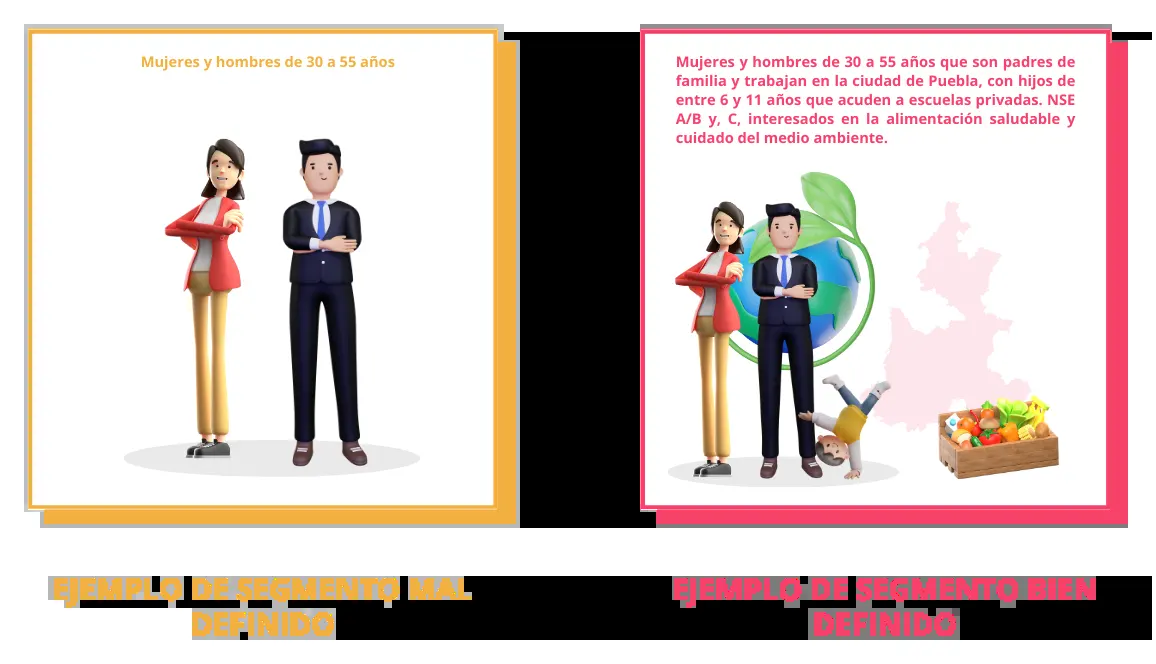 Mujeres y hombres de 30 a 55 años
EJEMPLO DE SEGMENTO MAL
DEFINIDO
Mujeres y hombres de 30 a 55 años que son padres de
familia y trabajan en la ciudad de Puebla, con hijos de
entre 6 y 11 años que acuden a escuelas privadas. NSE
A/B y, C, interesados en la alimentación saludable y
cuidado del medio ambiente.
EJEMPLO DE SEGMENTO BIEN
DEFINIDO